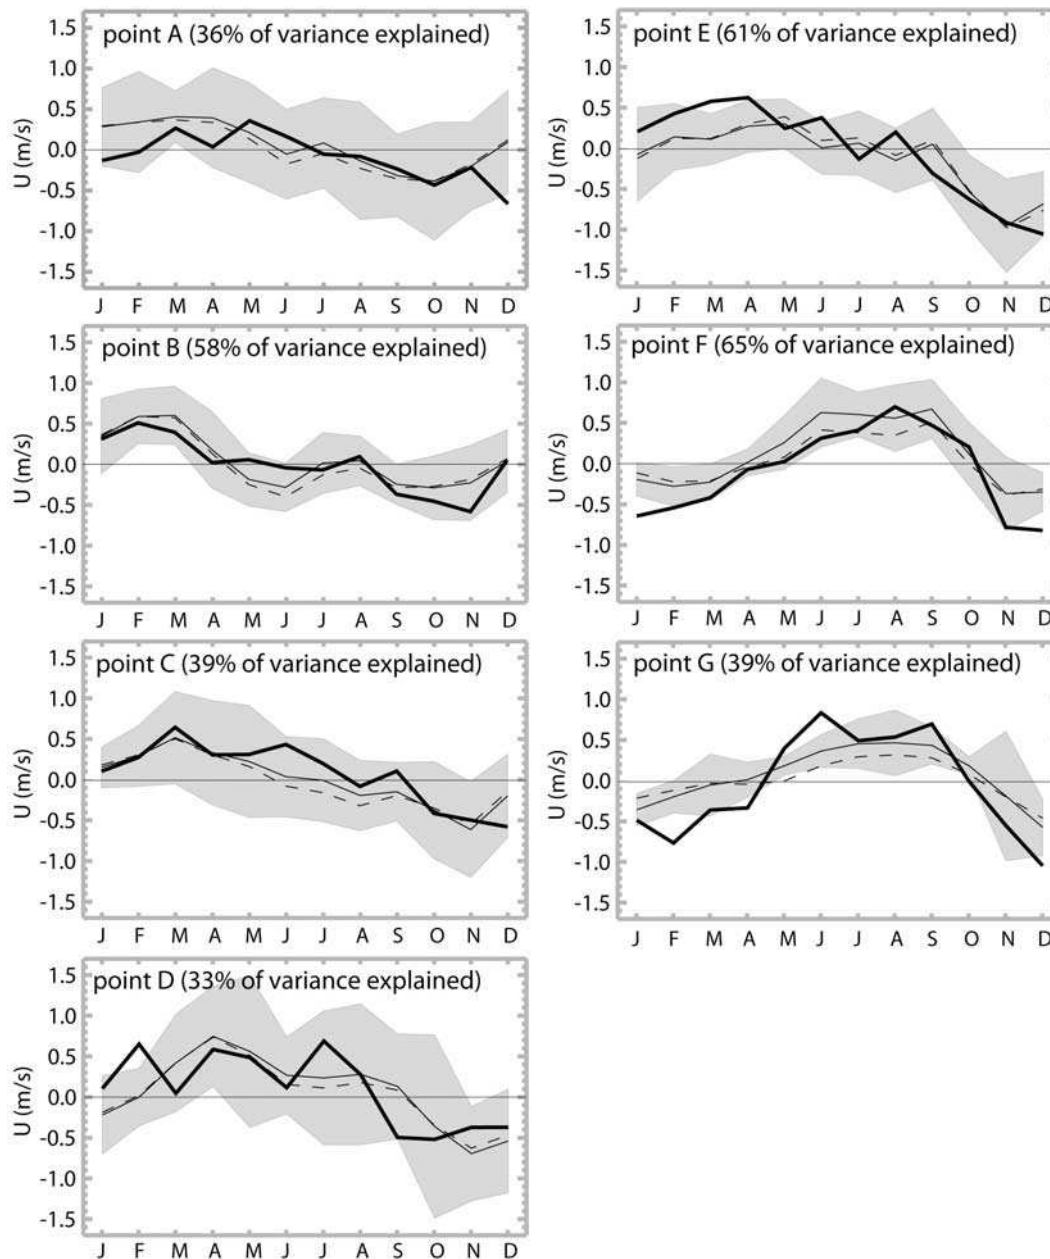 point A (36% of variance explained)
U (m/s)
1.5
1.0
0.5
0.0
-0.5
-1.0
-1.5
J F M A M J J A S O N D
point E (61% of variance explained)
U (m/s)
1.5
1.0
0.5
0.0
-0.5
-1.0
-1.5
J F M A M J J A S O N D
point B (58% of variance explained)
U (m/s)
1.5
1.0
0.5
0.0
-0.5
-1.0
-1.5
J F M A M J J A S O N D
point F (65% of variance explained)
U (m/s)
1.5
1.0
0.5
0.0
-0.5
-1.0
-1.5
J F M A M J J A S O N D
point C (39% of variance explained)
U (m/s)
1.5
1.0
0.5
0.0
-0.5
-1.0
-1.5
J F M A M J J A S O N D
point G (39% of variance explained)
U (m/s)
1.5
1.0
0.5
0.0
-0.5
-1.0
-1.5
J F M A M J J A S O N D
point D (33% of variance explained)
U (m/s)
1.5
1.0
0.5
0.0
-0.5
-1.0
-1.5
J F M A M J J A S O N D